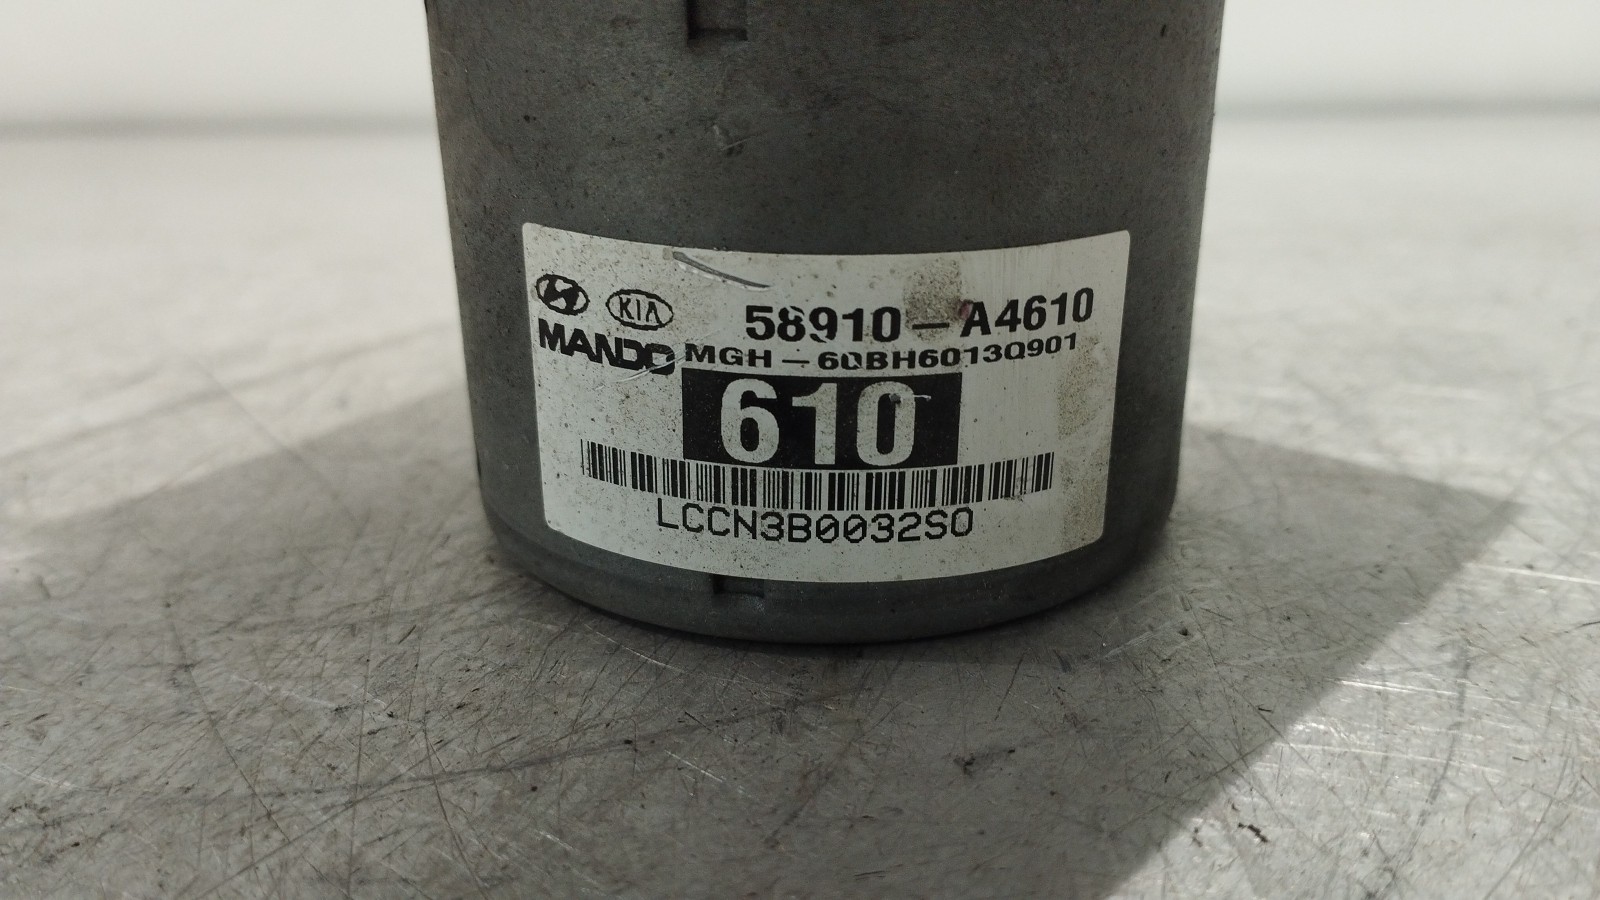 KIA 58910-A4610
MANDO MGH-60BH6013Q901
610
LCCN3B0032S0